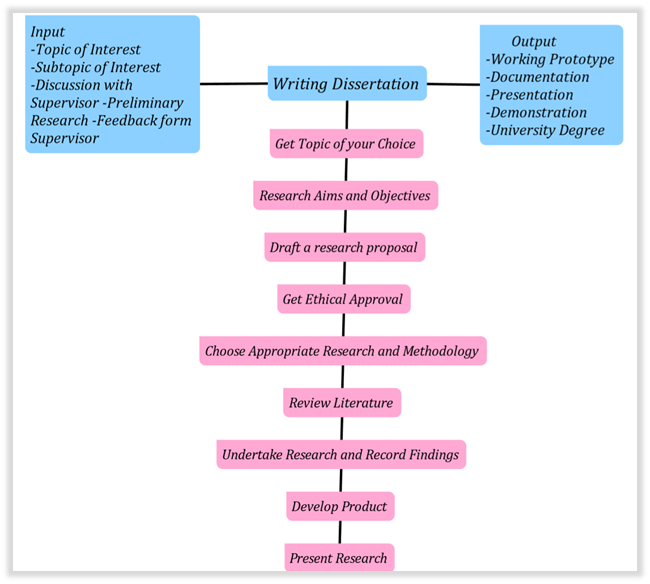 Input
-Topic of Interest
-Subtopic of Interest
-Discussion with
Supervisor -Preliminary
Research -Feedback form
Supervisor
Writing Dissertation
Output
-Working Prototype
-Documentation
-Presentation
-Demonstration
-University Degree
Get Topic of your Choice
Research Aims and Objectives
Draft a research proposal
Get Ethical Approval
Choose Appropriate Research and Methodology
Review Literature
Undertake Research and Record Findings
Develop Product
Present Research